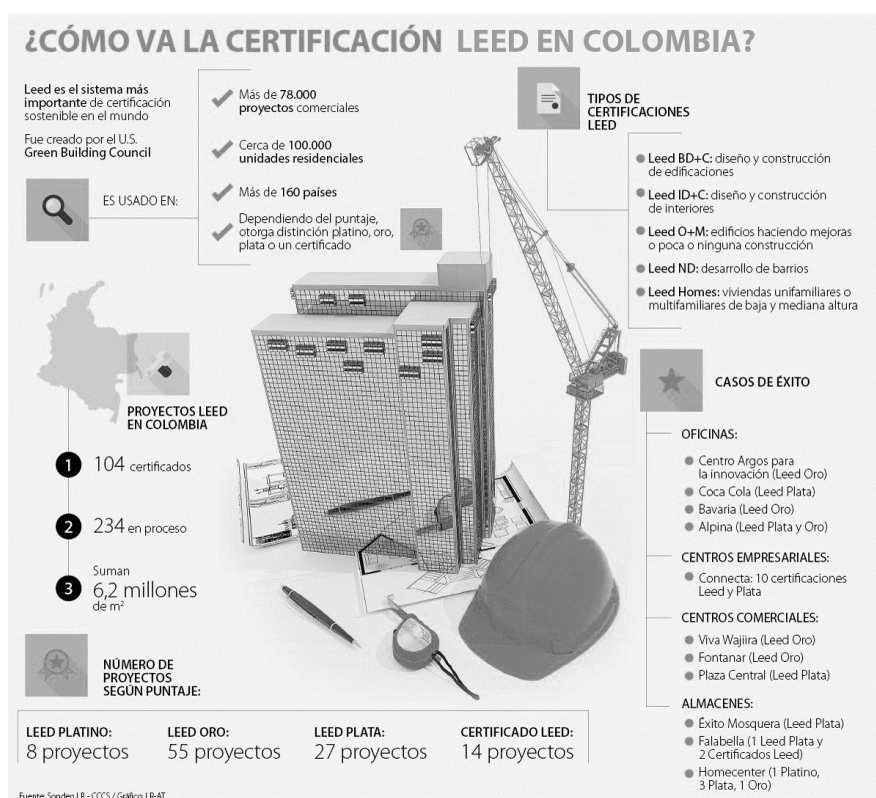 ¿CÓMO VA LA CERTIFICACIÓN LEED EN COLOMBIA?
Leed es el sistema más
importante de certificación
sostenible en el mundo
Fue creado por el U.S.
Green Building Council
ES USADO EN:
Más de 78.000
proyectos comerciales
Cerca de 100.000
unidades residenciales
Más de 160 países
Dependiendo del puntaje,
otorga distinción platino, oro,
plata o un certificado
TIPOS DE
CERTIFICACIONES
LEED
Leed BD+C: diseño y construcción
de edificaciones
Leed ID+C: diseño y construcción
de interiores
Leed O+M: edificios haciendo mejoras
o poca o ninguna construcción
Leed ND: desarrollo de barrios
Leed Homes: viviendas unifamiliares o
multifamiliares de baja y mediana altura
PROYECTOS LEED
EN COLOMBIA
1 104 certificados
2 234 en proceso
3 Suman
6,2 millones
de m²
CASOS DE ÉXITO
OFICINAS:
Centro Argos para
la innovación (Leed Oro)
Coca Cola (Leed Plata)
Bavaria (Leed Oro)
Alpina (Leed Plata y Oro)
CENTROS EMPRESARIALES:
Connecta: 10 certificaciones
Leed y Plata
CENTROS COMERCIALES:
Viva Wajiira (Leed Oro)
Fontanar (Leed Oro)
Plaza Central (Leed Plata)
ALMACENES:
Éxito Mosquera (Leed Plata)
Falabella (1 Leed Plata y
2 Certificados Leed)
Homecenter (1 Platino,
3 Plata, 1 Oro)
NÚMERO DE
PROYECTOS
SEGÚN PUNTAJE:
LEED PLATINO:
8 proyectos
LEED ORO:
55 proyectos
LEED PLATA:
27 proyectos
CERTIFICADO LEED:
14 proyectos
Fuente: Sondeo LR - CCCS / Gráfico: LR-AT